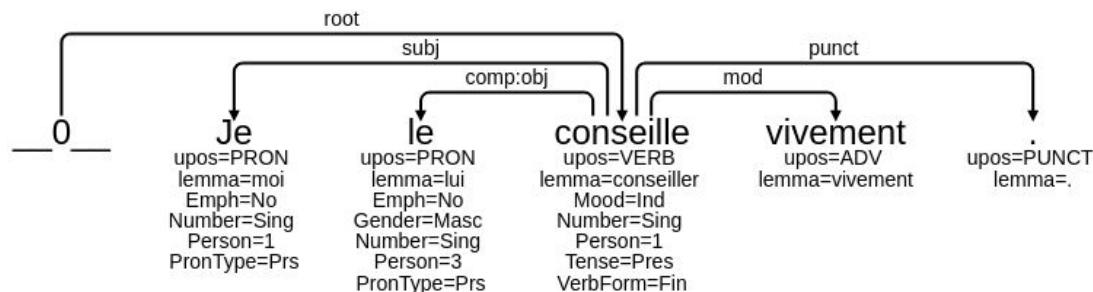 root
subj punct
comp:obj mod
__0__ Je le conseille vivement .
upos=PRON upos=PRON upos=VERB upos=ADV upos=PUNCT
lemma=moi lemma=lui lemma=conseiller lemma=vivement lemma=.
Emph=No Emph=No Mood=Ind
Number=Sing Gender=Masc Number=Sing
Person=1 Number=Sing Person=1
PronType=Prs Person=3 Tense=Pres
PronType=Prs VerbForm=Fin